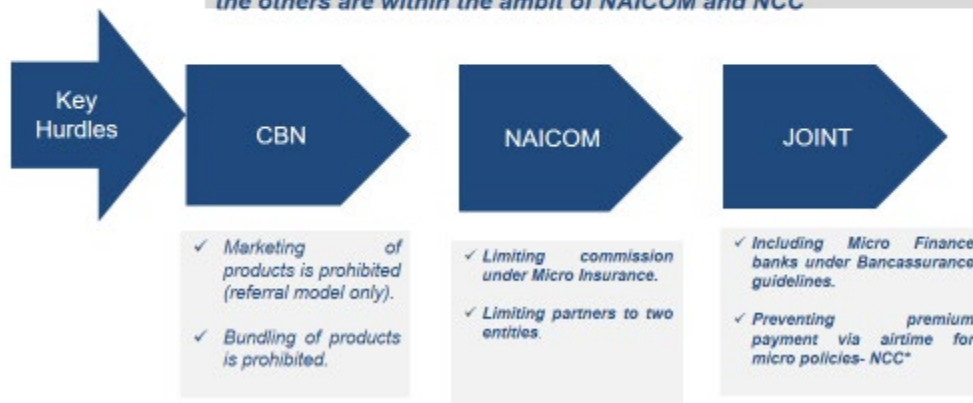 the others are within the ambit of NAICOM and NCC
Key
Hurdles
CBN
NAICOM
JOINT
✓ Marketing of
products is prohibited
(referral model only).
✓ Bundling of products
is prohibited.
✓ Limiting commission
under Micro Insurance.
✓ Limiting partners to two
entities.
✓ Including Micro Finance
banks under Bancassurance
guidelines.
✓ Preventing premium
payment via airtime for
micro policies- NCC*